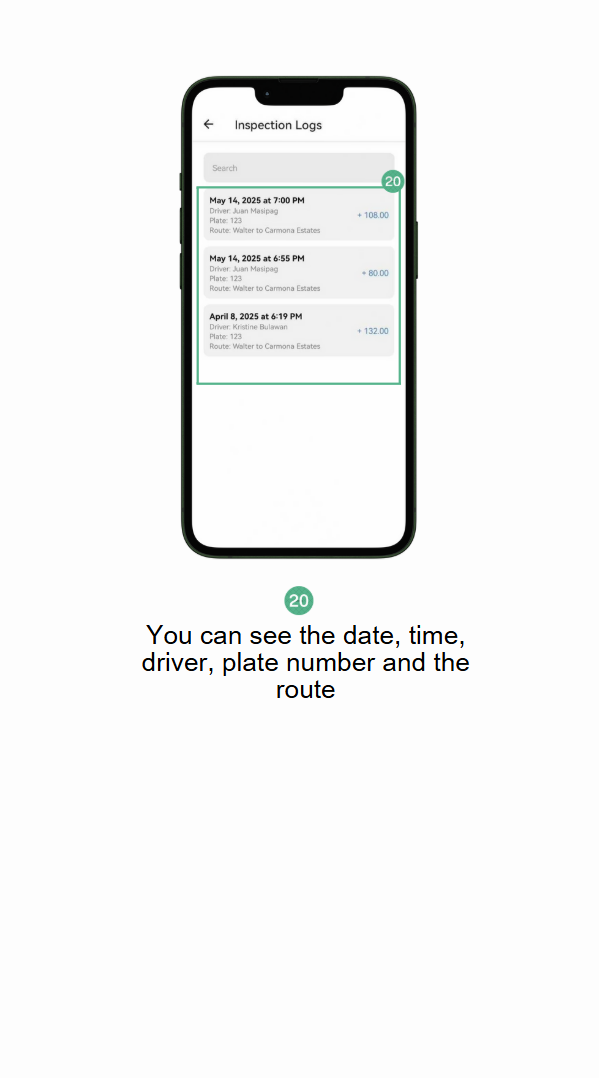 Inspection Logs
Search
20
May 14, 2025 at 7:00 PM
Driver: Juan Masipag
Plate: 123
+ 108.00
Route: Walter to Carmona Estates
May 14, 2025 at 6:55 PM
Driver: Juan Masipag
Plate: 123
+ 80.00
Route: Walter to Carmona Estates
April 8, 2025 at 6:19 PM
Driver: Kristine Bulawan
Plate: 123
+ 132.00
Route: Walter to Carmona Estates
20
You can see the date, time,
driver, plate number and the
route